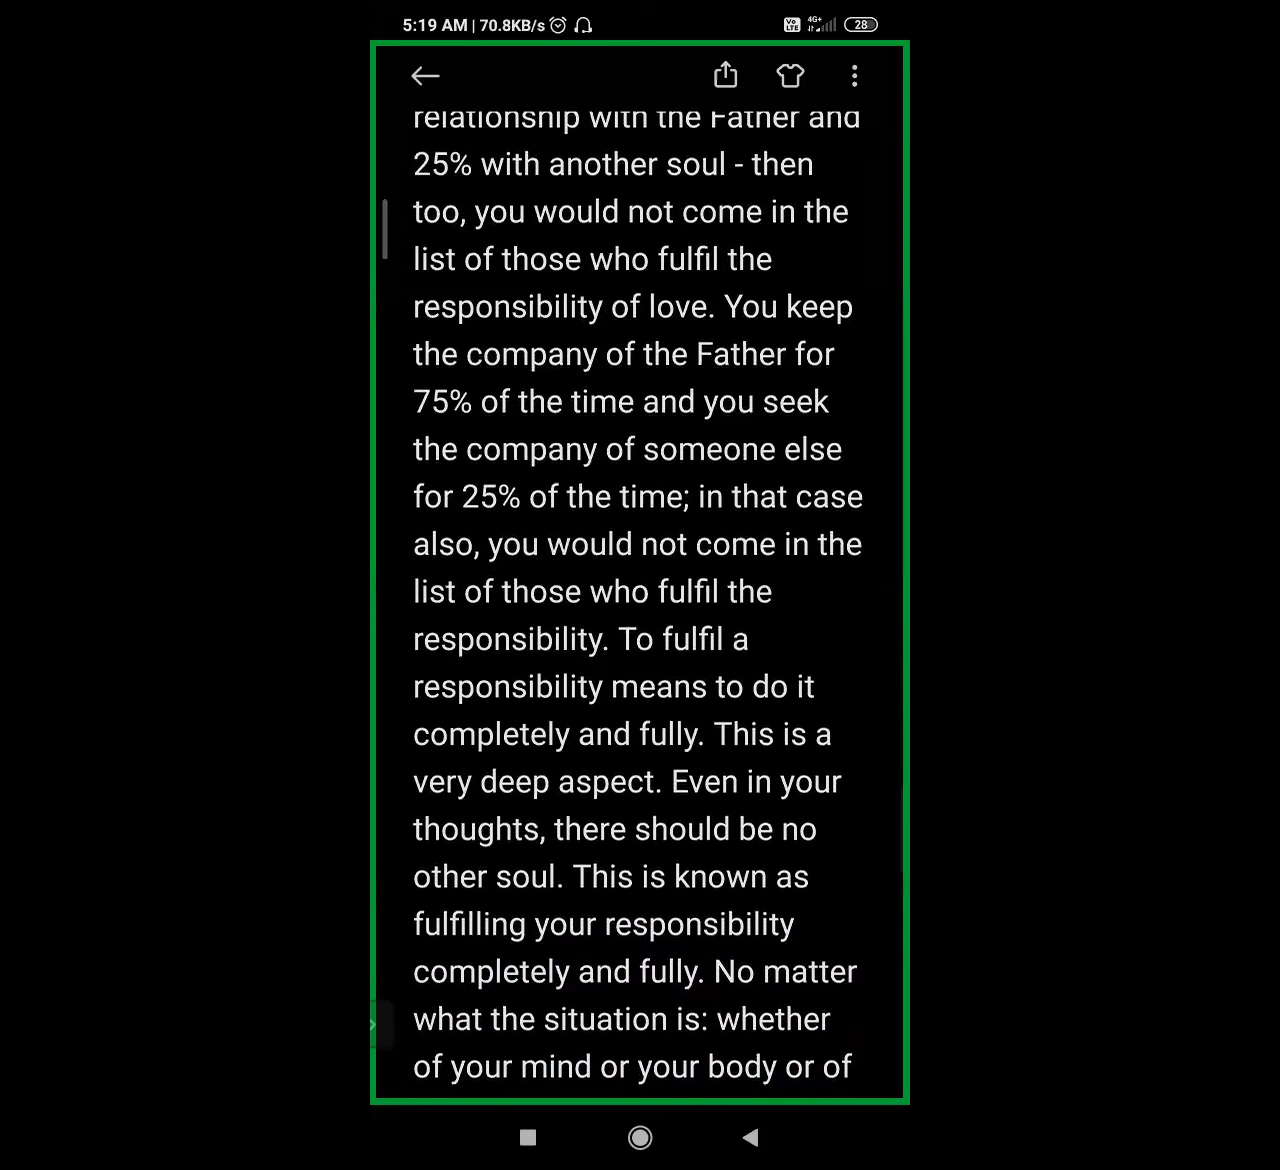 5:19 AM | 70.8KB/s
Vo LTE 4G+ 28
relationship with the Father and
25% with another soul - then
too, you would not come in the
list of those who fulfil the
responsibility of love. You keep
the company of the Father for
75% of the time and you seek
the company of someone else
for 25% of the time; in that case
also, you would not come in the
list of those who fulfil the
responsibility. To fulfil a
responsibility means to do it
completely and fully. This is a
very deep aspect. Even in your
thoughts, there should be no
other soul. This is known as
fulfilling your responsibility
completely and fully. No matter
what the situation is: whether
of your mind or your body or of